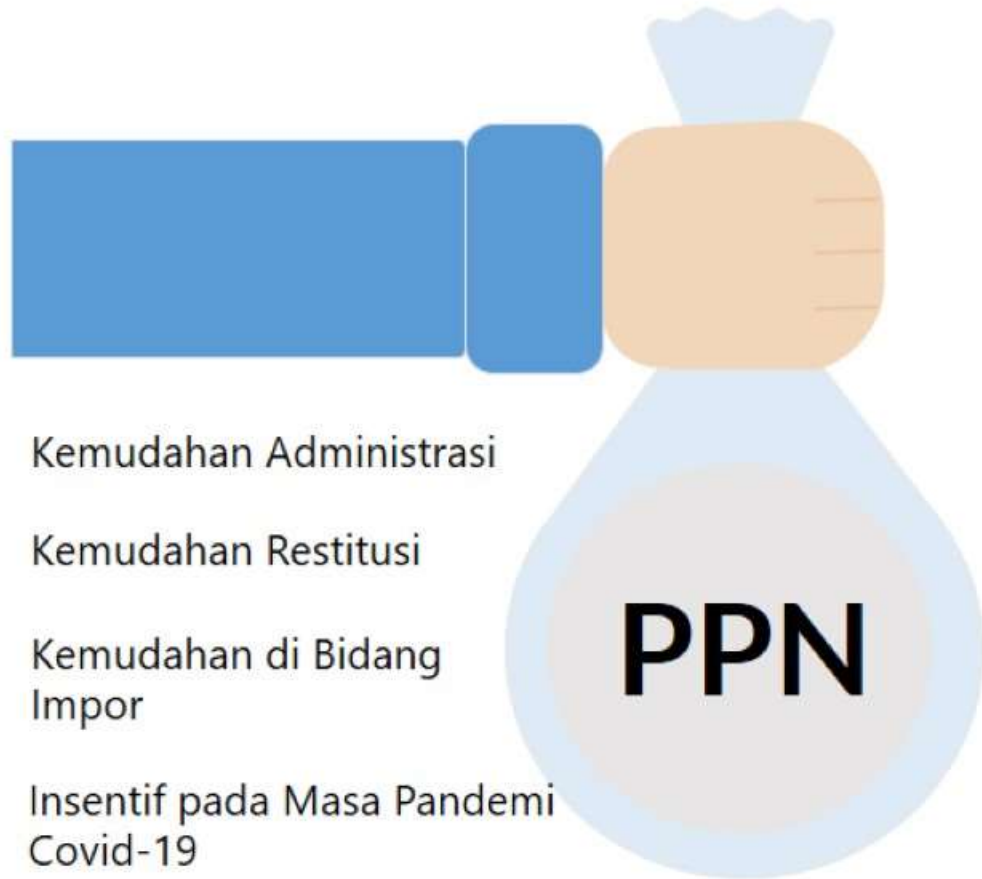 Kemudahan Administrasi
Kemudahan Restitusi
Kemudahan di Bidang
Impor
PPN
Insentif pada Masa Pandemi
Covid-19